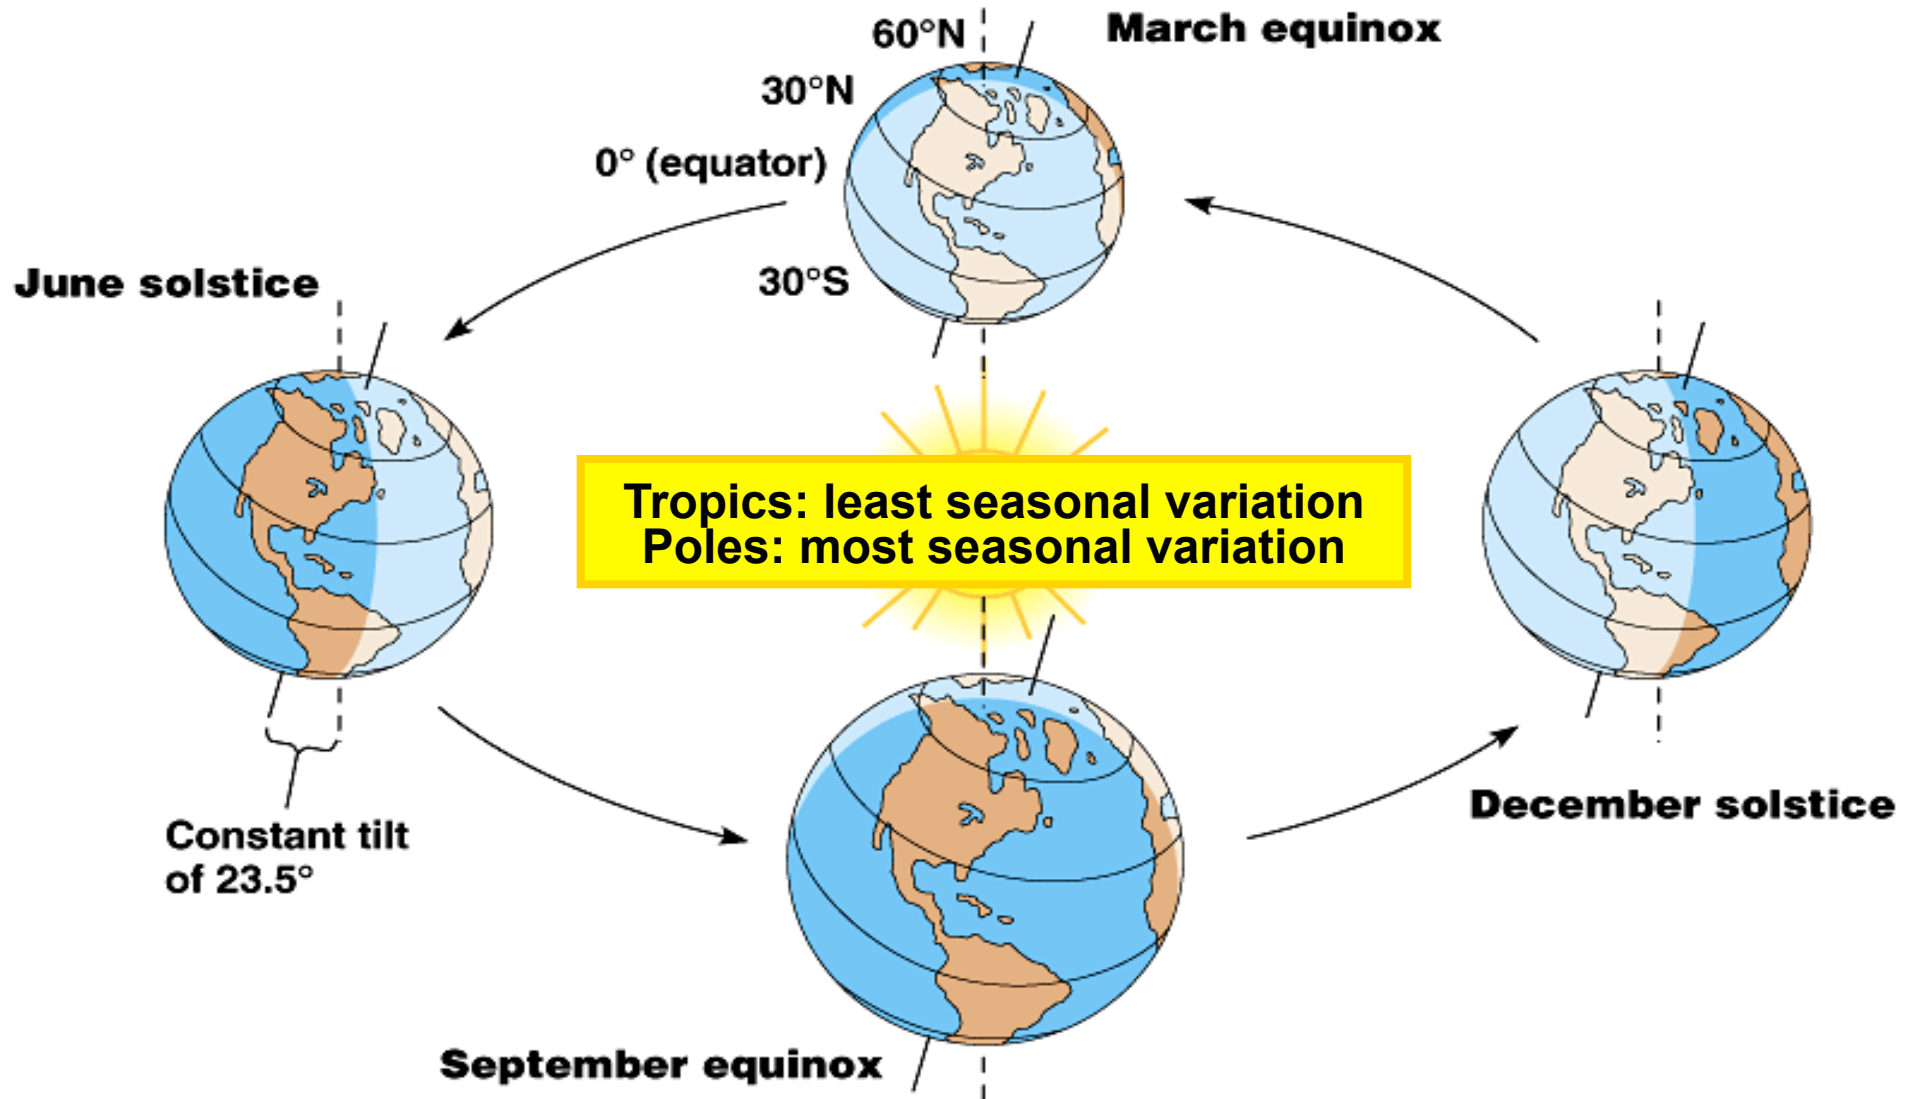 60°N
March equinox
30°N
0° (equator)
30°S
June solstice
Tropics: least seasonal variation
Poles: most seasonal variation
Constant tilt
of 23.5°
December solstice
September equinox